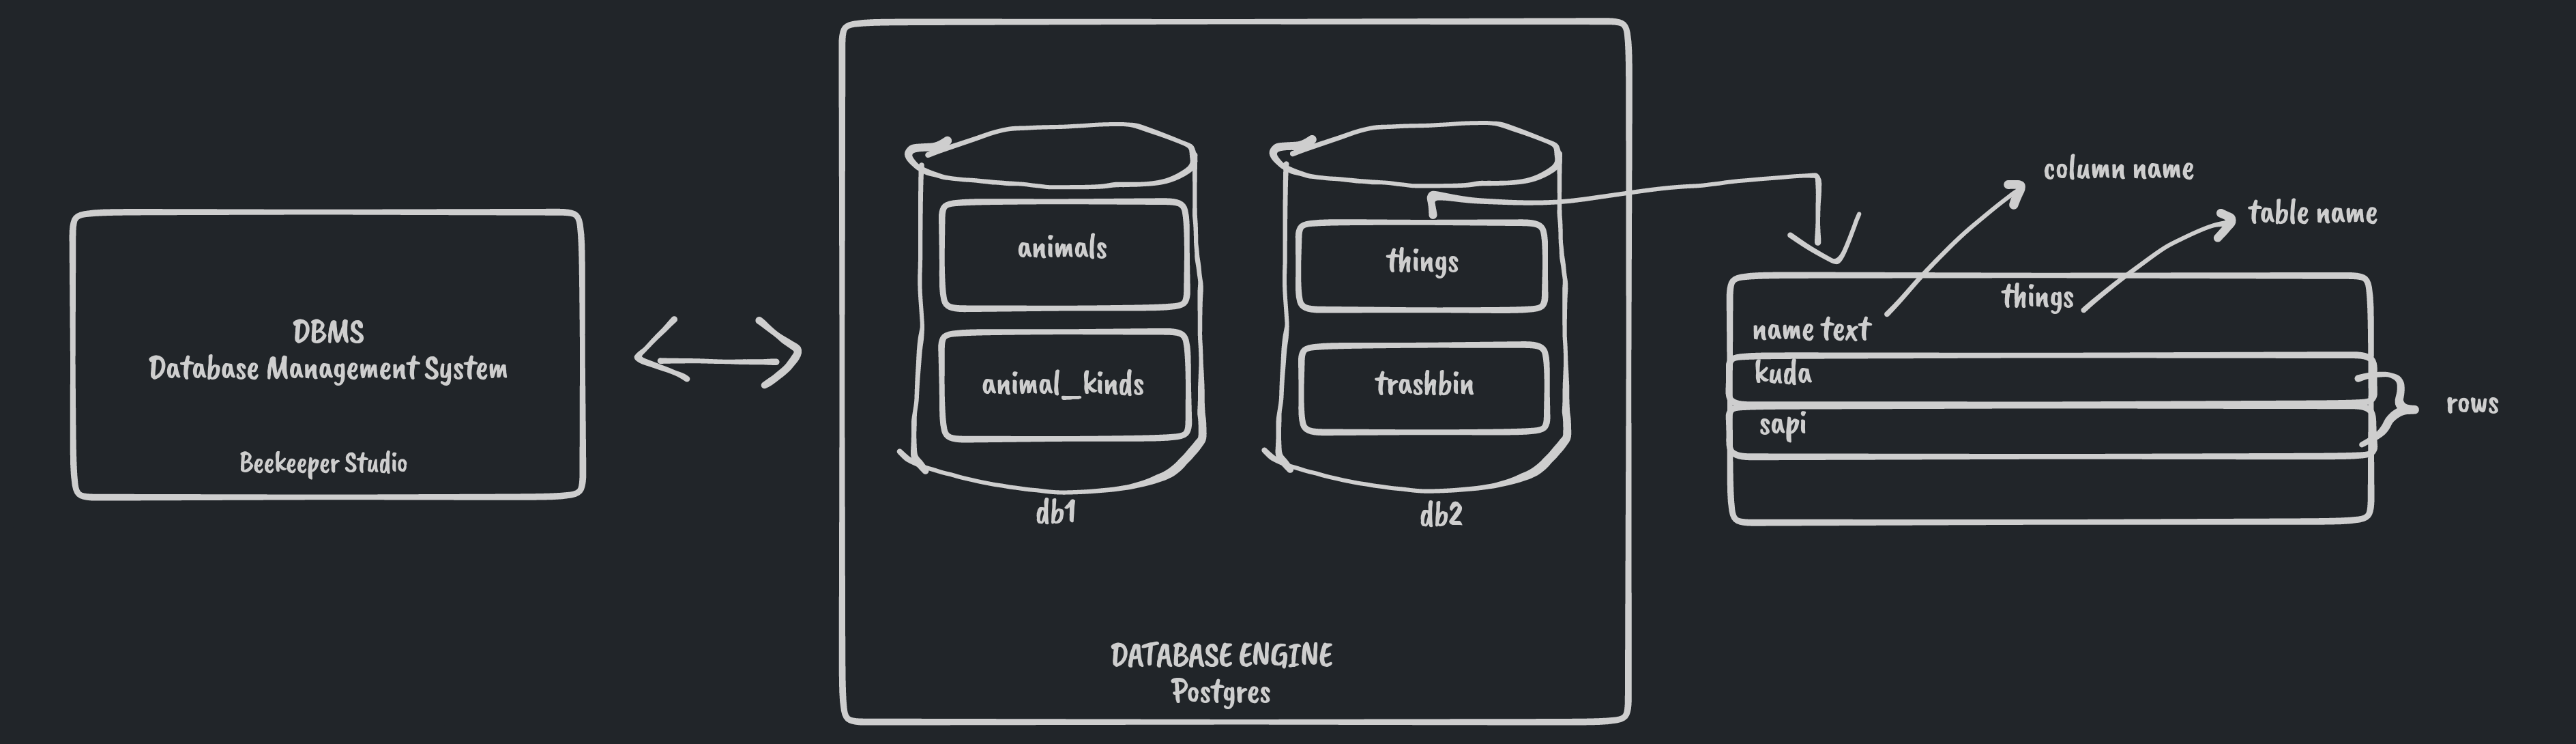 DBMS
Database Management System
Beekeeper Studio
animals
animal_kinds
db1
things
trashbin
db2
DATABASE ENGINE
Postgres
column name
table name
things
name text
kuda
sapi
rows